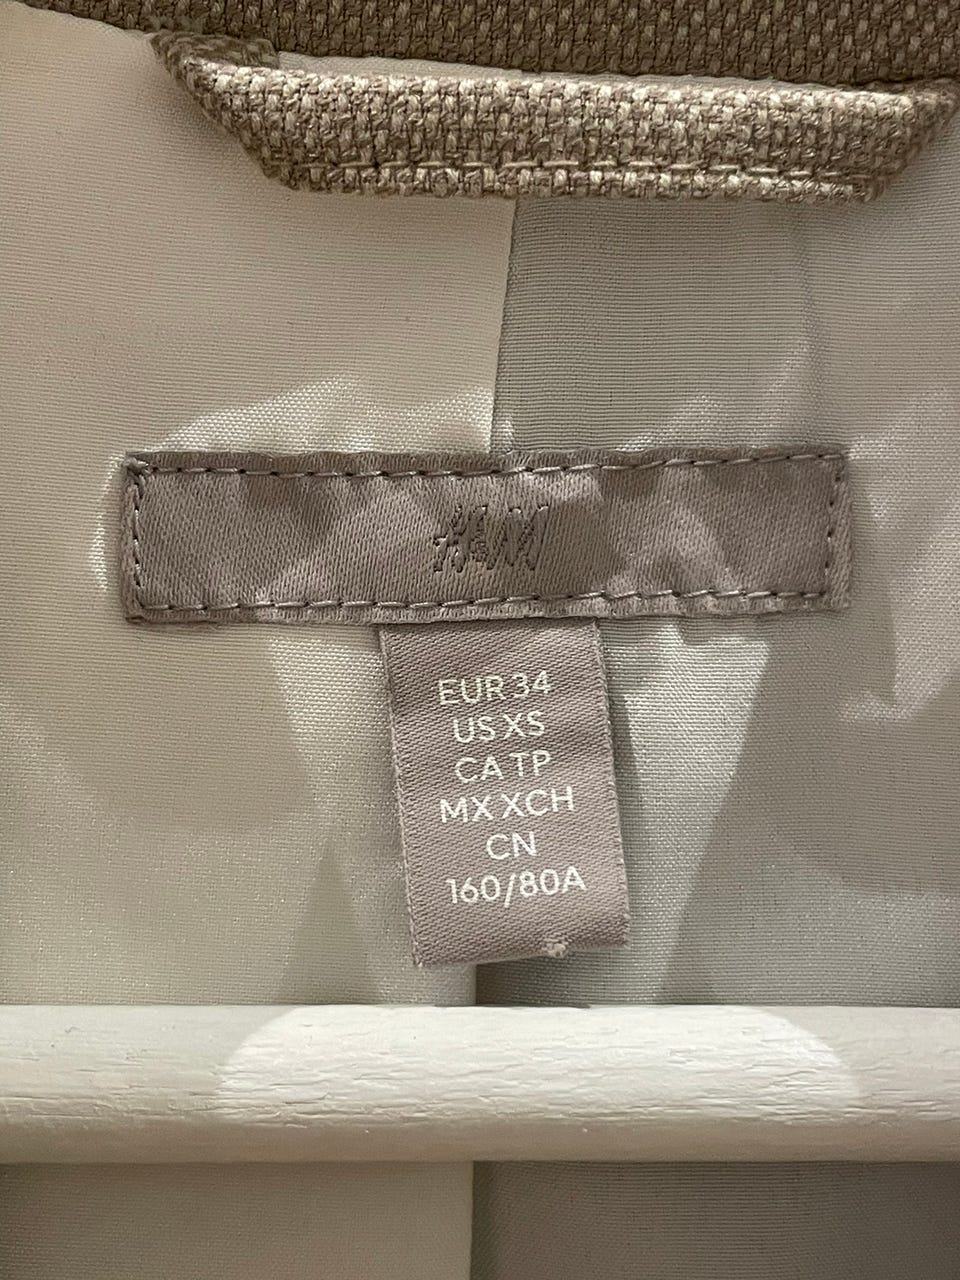 H&M
EUR 34
US XS
CA TP
MX XCH
CN
160/80A